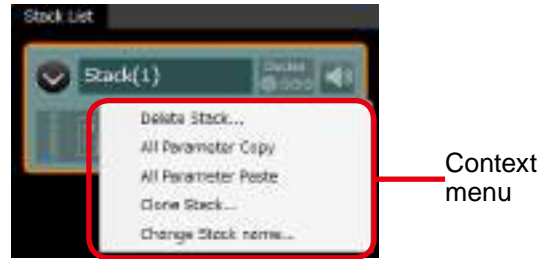 Stack List
Stack(1)
Delete Stack...
All Parameter Copy
All Parameter Paste
Clone Stack...
Change Stack name...
Context
menu